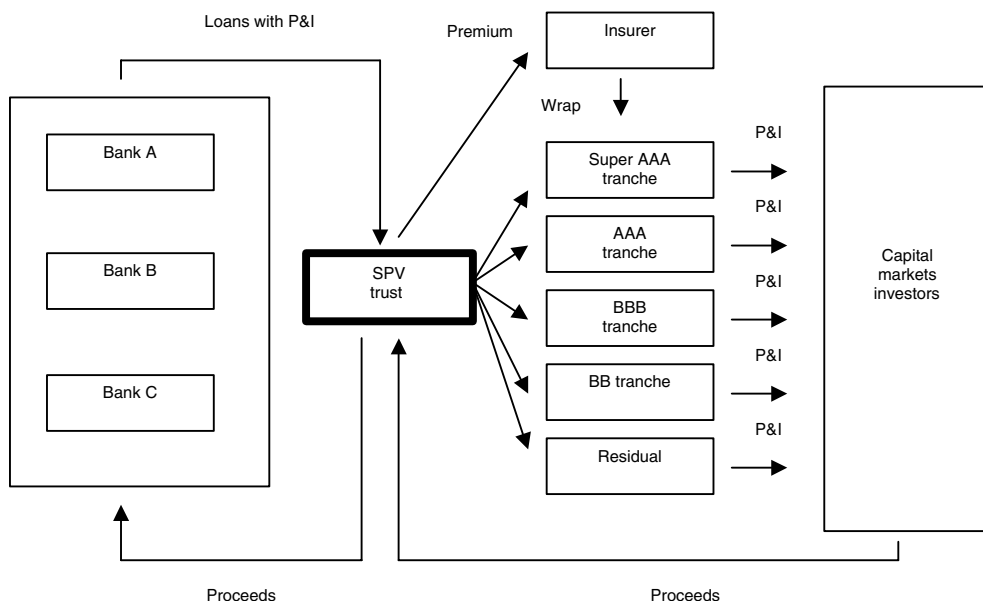 Loans with P&I
Premium
Insurer
Wrap
Bank A
Bank B
Bank C
SPV
trust
Super AAA
tranche
AAA
tranche
BBB
tranche
BB tranche
Residual
P&I
P&I
P&I
P&I
P&I
Capital
markets
investors
Proceeds
Proceeds